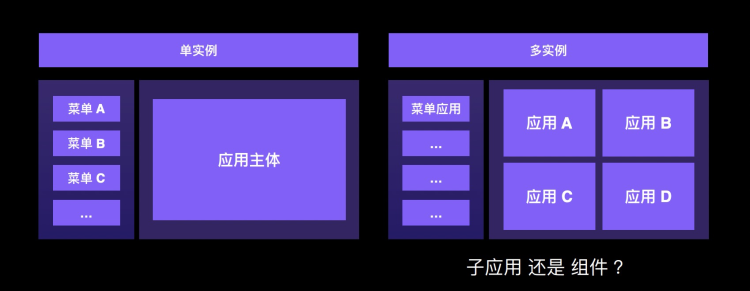 单实例
菜单 A
菜单 B
菜单 C
...
应用主体
多实例
菜单应用
...
...
...
应用 A
应用 B
应用 C
应用 D
子应用 还是 组件？